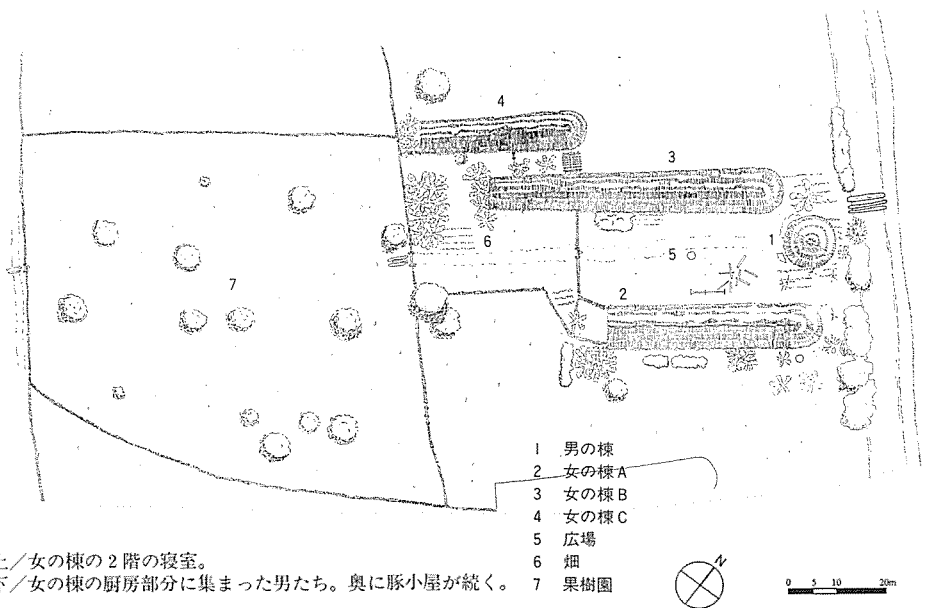 4
3
6
5
1
7
2
1 男の棟
2 女の棟A
3 女の棟B
4 女の棟C
5 広場
6 畑
7 果樹園
上／女の棟の2階の寝室。
下／女の棟の厨房部分に集まった男たち。奥に豚小屋が続く。
N
0 5 10 20m